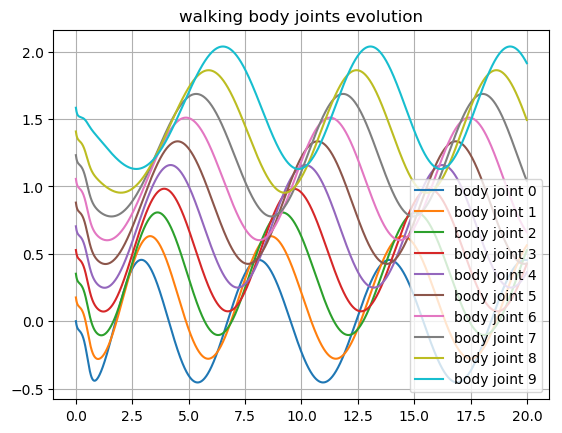 walking body joints evolution
2.0
1.5
1.0
0.5
0.0
−0.5
body joint 0
body joint 1
body joint 2
body joint 3
body joint 4
body joint 5
body joint 6
body joint 7
body joint 8
body joint 9
0.0 2.5 5.0 7.5 10.0 12.5 15.0 17.5 20.0